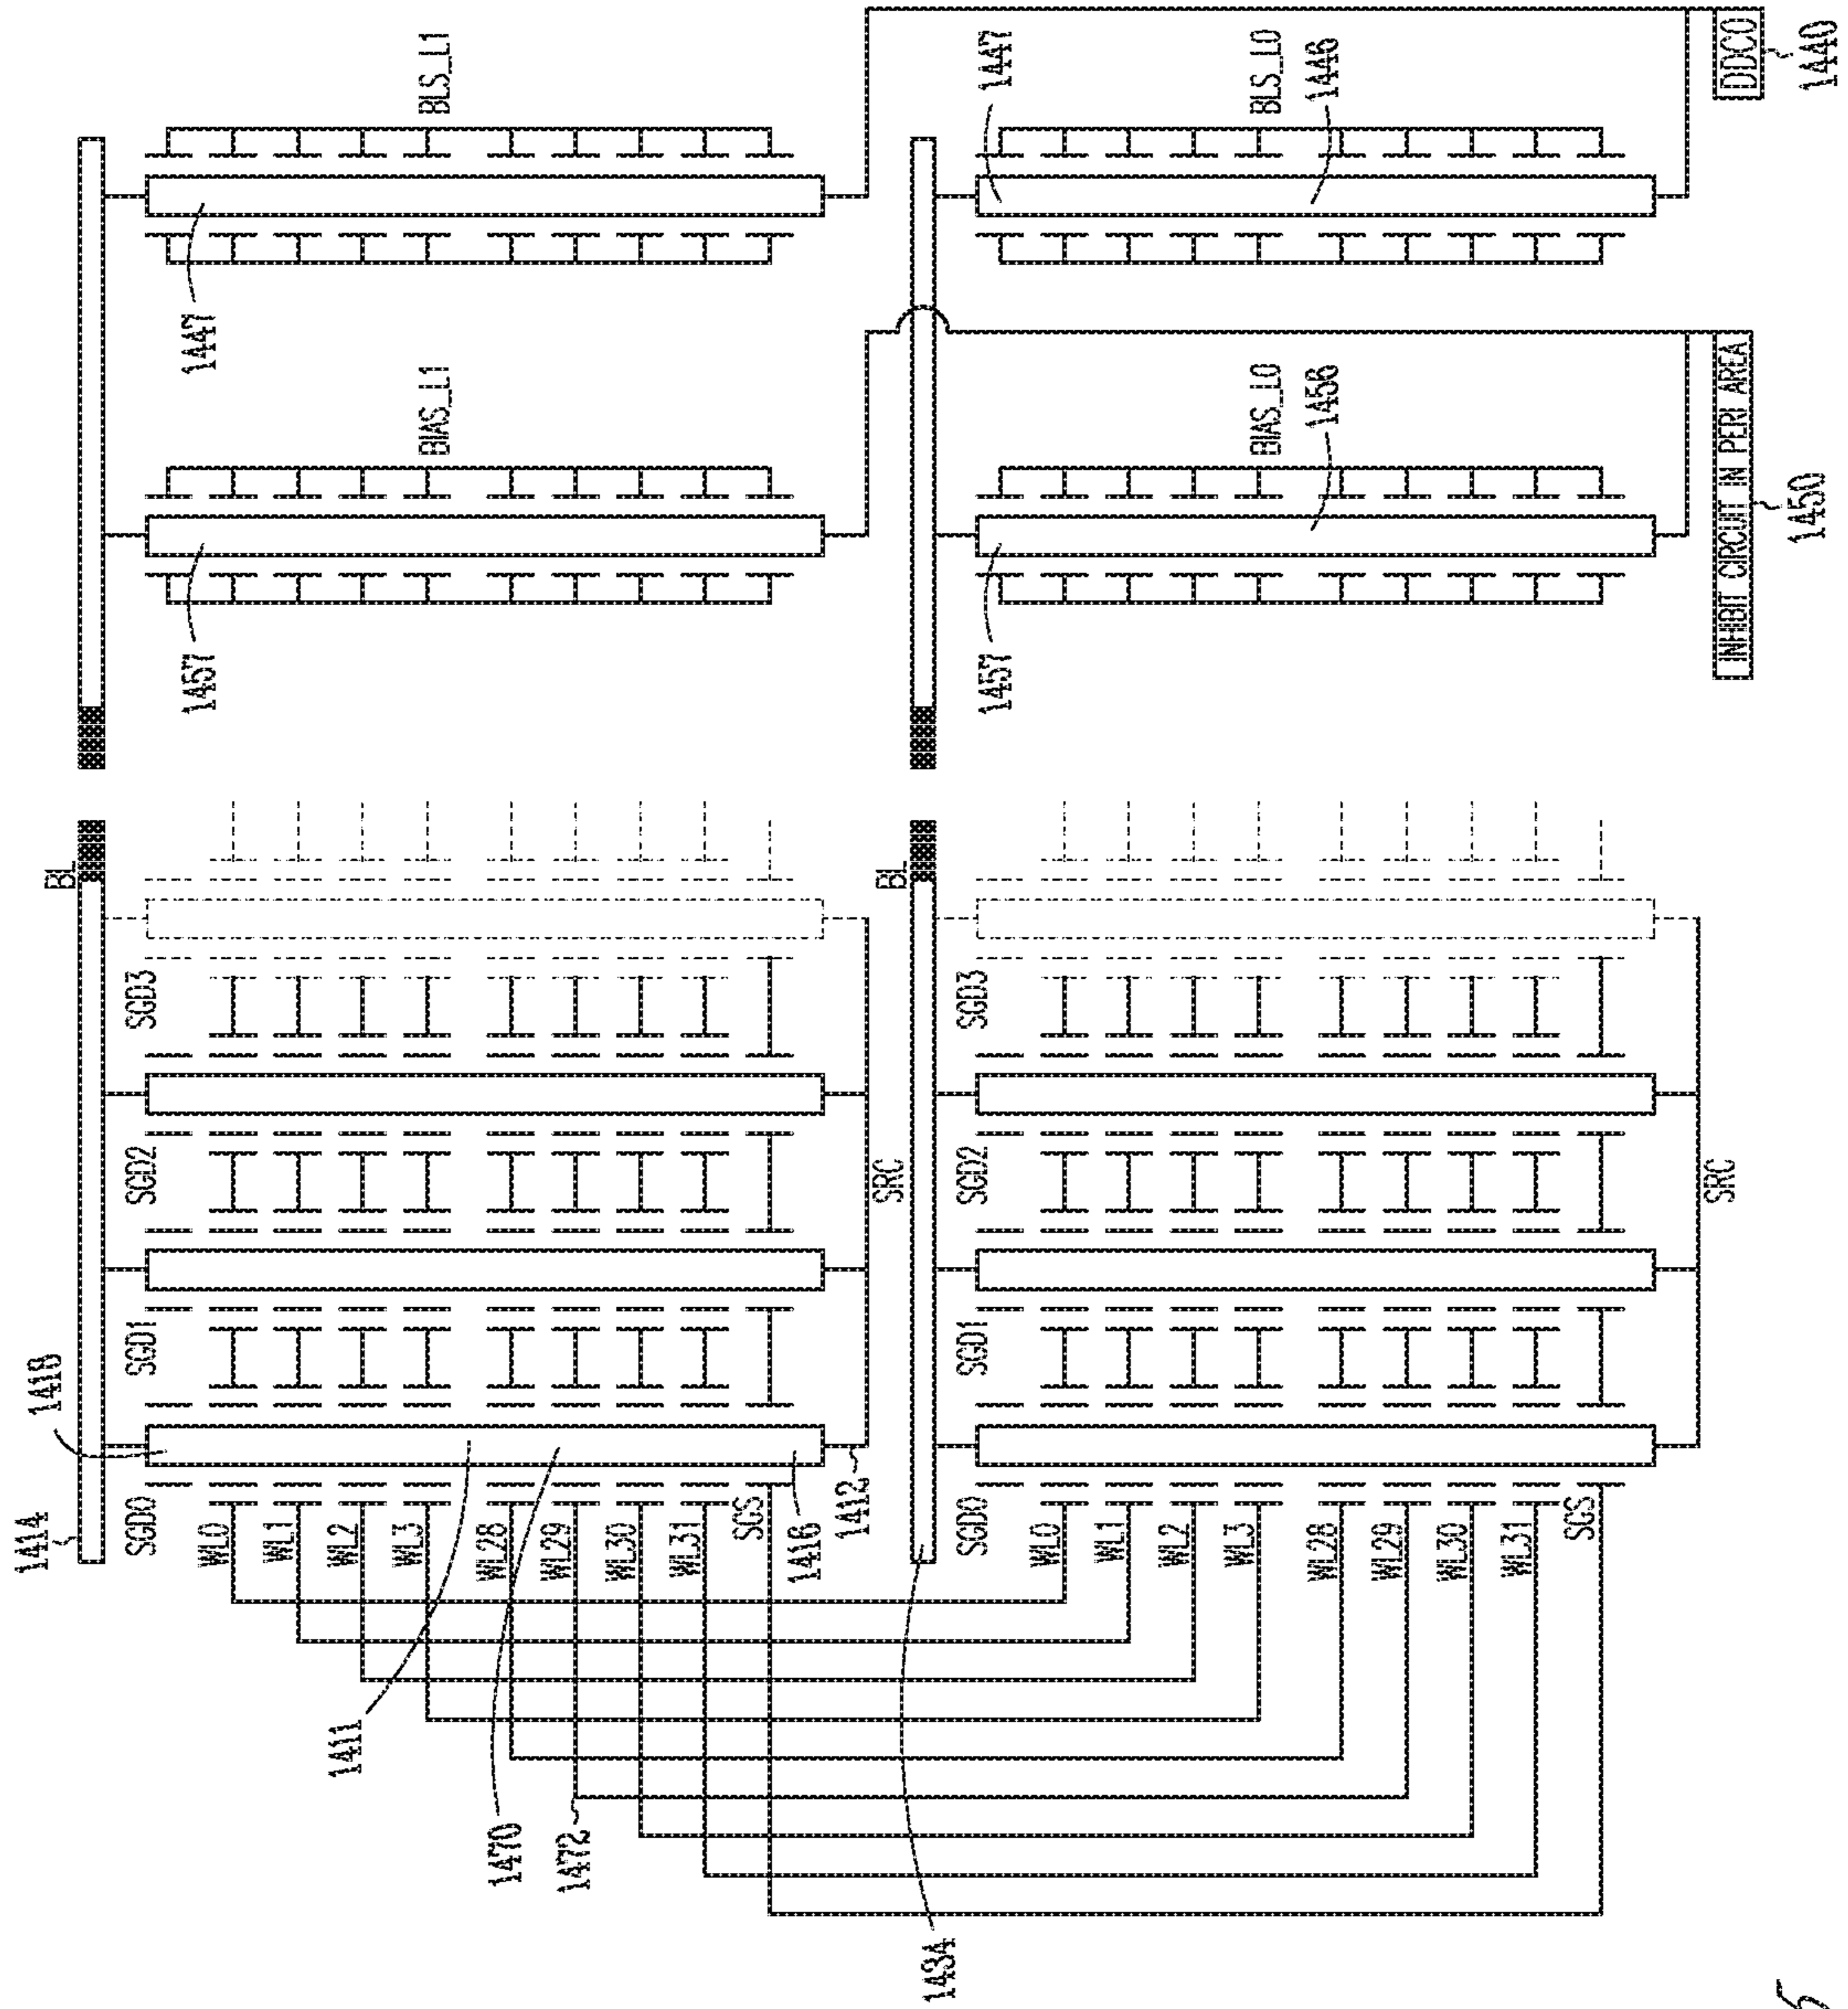 1414
1418
BL
SGD0
SGD1
SGD2
SGD3
WL0
1457
1447
WL1
1411
WL2
WL3
BIAS_L1
BLS_L1
WL28
1470
1472
WL29
WL30
WL31
SGS
1416
1412
SRC
BL
1434
SGD0
SGD1
SGD2
SGD3
1457
1447
WL0
WL1
WL2
WL3
BIAS_L0
BLS_L0
WL28
1456
1446
WL29
WL30
WL31
SGS
SRC
INHIBIT CIRCUIT IN PERI AREA
DDC0
1450
1440
5